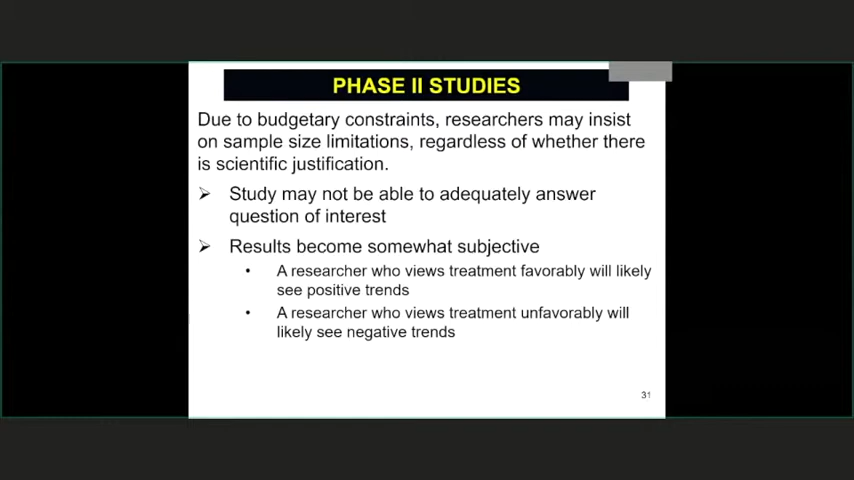 PHASE II STUDIES
Due to budgetary constraints, researchers may insist
on sample size limitations, regardless of whether there
is scientific justification.
➢ Study may not be able to adequately answer
question of interest
➢ Results become somewhat subjective
• A researcher who views treatment favorably will likely
see positive trends
• A researcher who views treatment unfavorably will
likely see negative trends
31